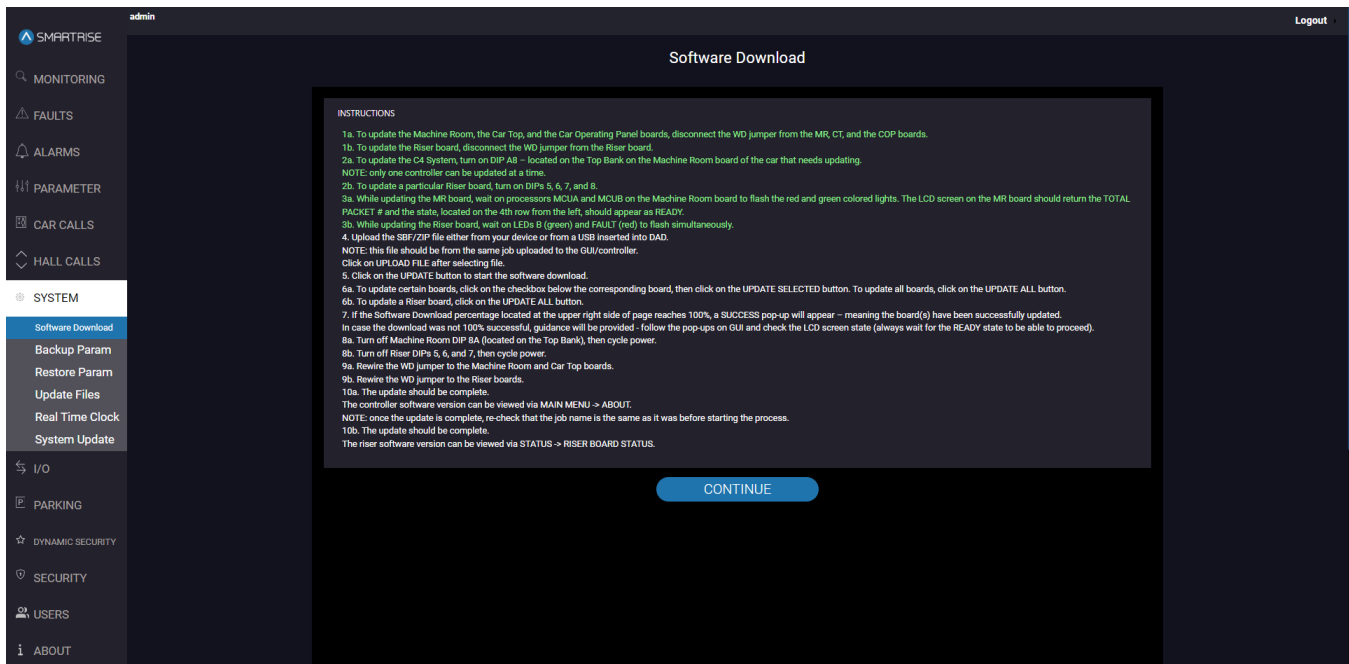 admin
Logout
SMARTRISE
Software Download
MONITORING
FAULTS
ALARMS
PARAMETER
CAR CALLS
HALL CALLS
SYSTEM
Software Download
Backup Param
Restore Param
Update Files
Real Time Clock
System Update
I/O
PARKING
DYNAMIC SECURITY
SECURITY
USERS
ABOUT
INSTRUCTIONS
1a. To update the Machine Room, the Car Top, and the Car Operating Panel boards, disconnect the WD jumper from the MR, CT, and the COP boards.
1b. To update the Riser board, disconnect the WD jumper from the Riser board.
2a. To update the C4 System, turn on DIP A8 – located on the Top Bank on the Machine Room board of the car that needs updating.
NOTE: only one controller can be updated at a time.
2b. To update a particular Riser board, turn on DIPs 5, 6, 7, and 8.
3a. While updating the MR board, wait on processors MCUA and MCUB on the Machine Room board to flash the red and green colored lights. The LCD screen on the MR board should return the TOTAL
PACKET # and the state, located on the 4th row from the left, should appear as READY.
3b. While updating the Riser board, wait on LEDs B (green) and FAULT (red) to flash simultaneously.
4. Upload the SBF/ZIP file either from your device or from a USB inserted into DAD.
NOTE: this file should be from the same job uploaded to the GUI/controller.
Click on UPLOAD FILE after selecting file.
5. Click on the UPDATE button to start the software download.
6a. To update certain boards, click on the checkbox below the corresponding board, then click on the UPDATE SELECTED button. To update all boards, click on the UPDATE ALL button.
6b. To update a Riser board, click on the UPDATE ALL button.
7. If the Software Download percentage located at the upper right side of page reaches 100%, a SUCCESS pop-up will appear – meaning the board(s) have been successfully updated.
In case the download was not 100% successful, guidance will be provided - follow the pop-ups on GUI and check the LCD screen state (always wait for the READY state to be able to proceed).
8a. Turn off Machine Room DIP 8A (located on the Top Bank), then cycle power.
8b. Turn off Riser DIPs 5, 6, and 7, then cycle power.
9a. Rewire the WD jumper to the Machine Room and Car Top boards.
9b. Rewire the WD jumper to the Riser boards.
10a. The update should be complete.
The controller software version can be viewed via MAIN MENU -> ABOUT.
NOTE: once the update is complete, re-check that the job name is the same as it was before starting the process.
10b. The update should be complete.
The riser software version can be viewed via STATUS -> RISER BOARD STATUS.
CONTINUE